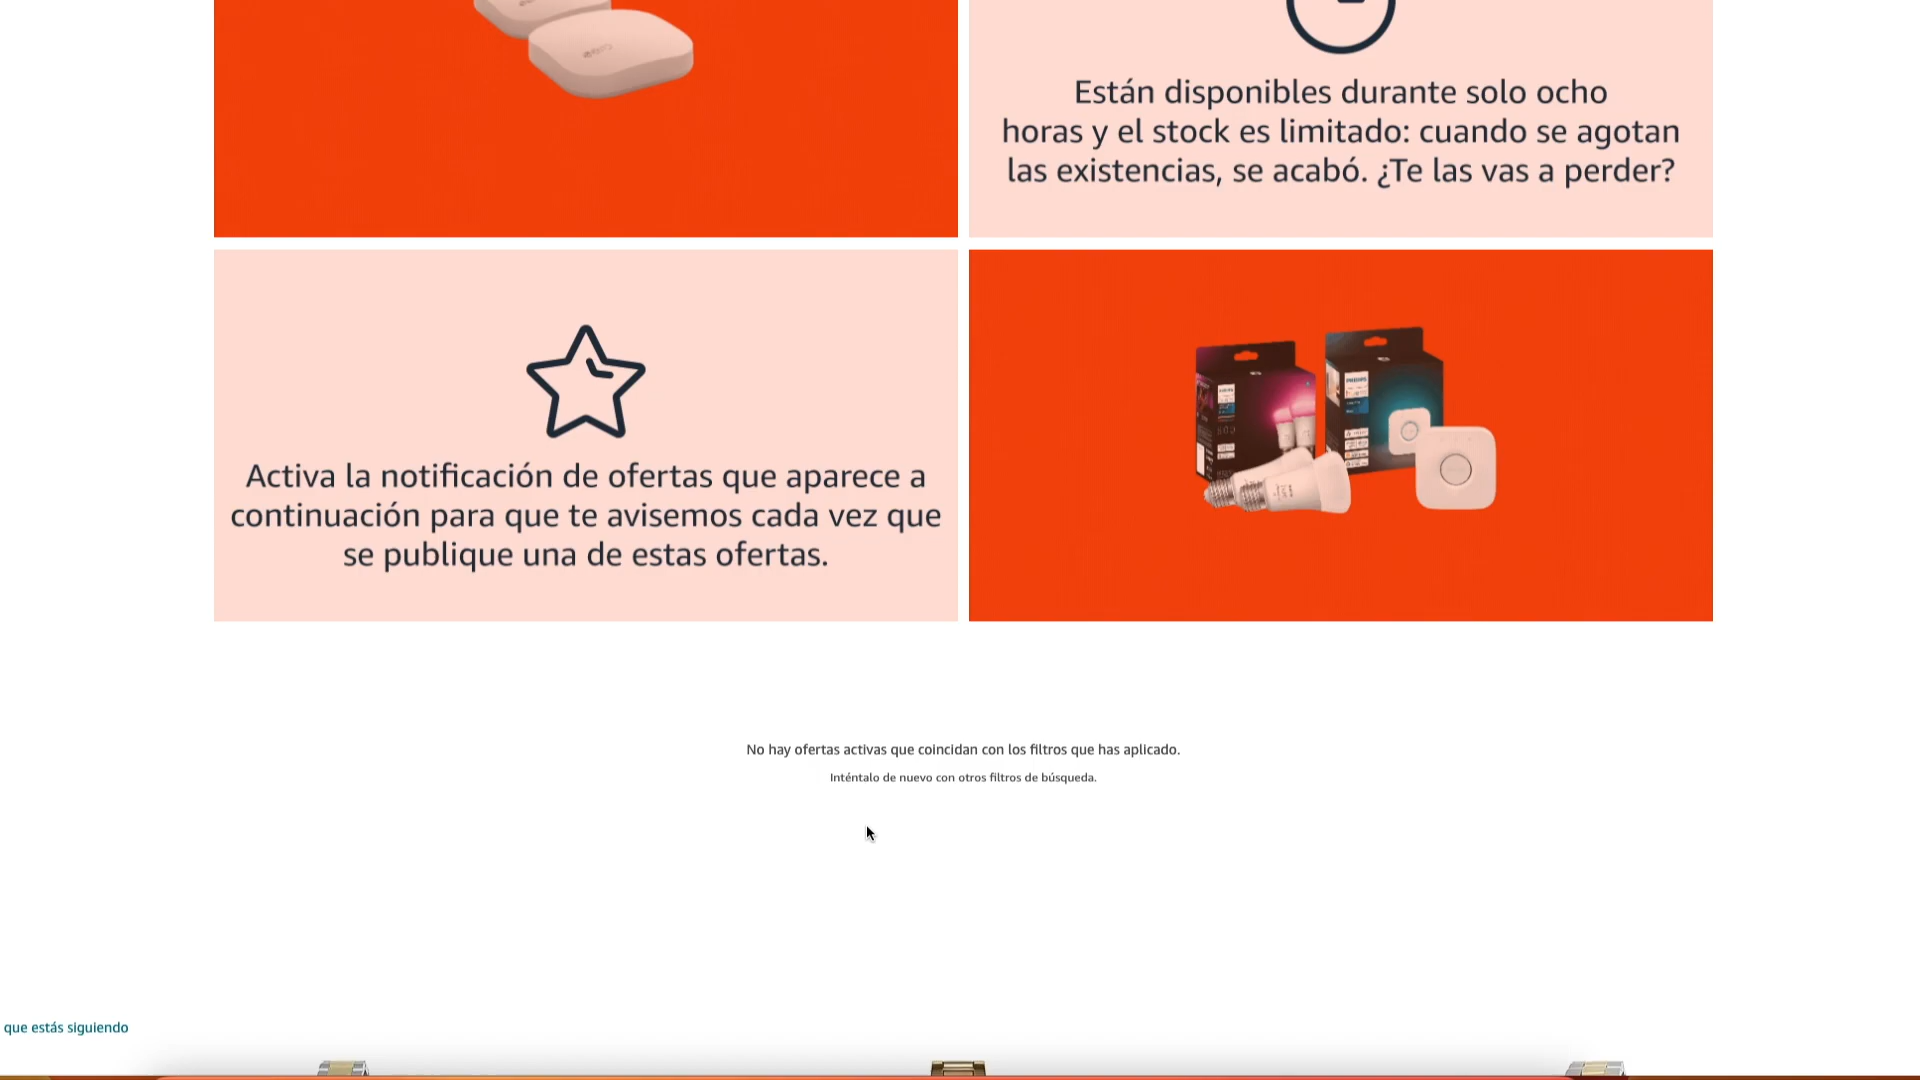 Están disponibles durante solo ocho
horas y el stock es limitado: cuando se agotan
las existencias, se acabó. ¿Te las vas a perder?
Activa la notificación de ofertas que aparece a
continuación para que te avisemos cada vez que
se publique una de estas ofertas.
No hay ofertas activas que coincidan con los filtros que has aplicado.
Inténtalo de nuevo con otros filtros de búsqueda.
que estás siguiendo